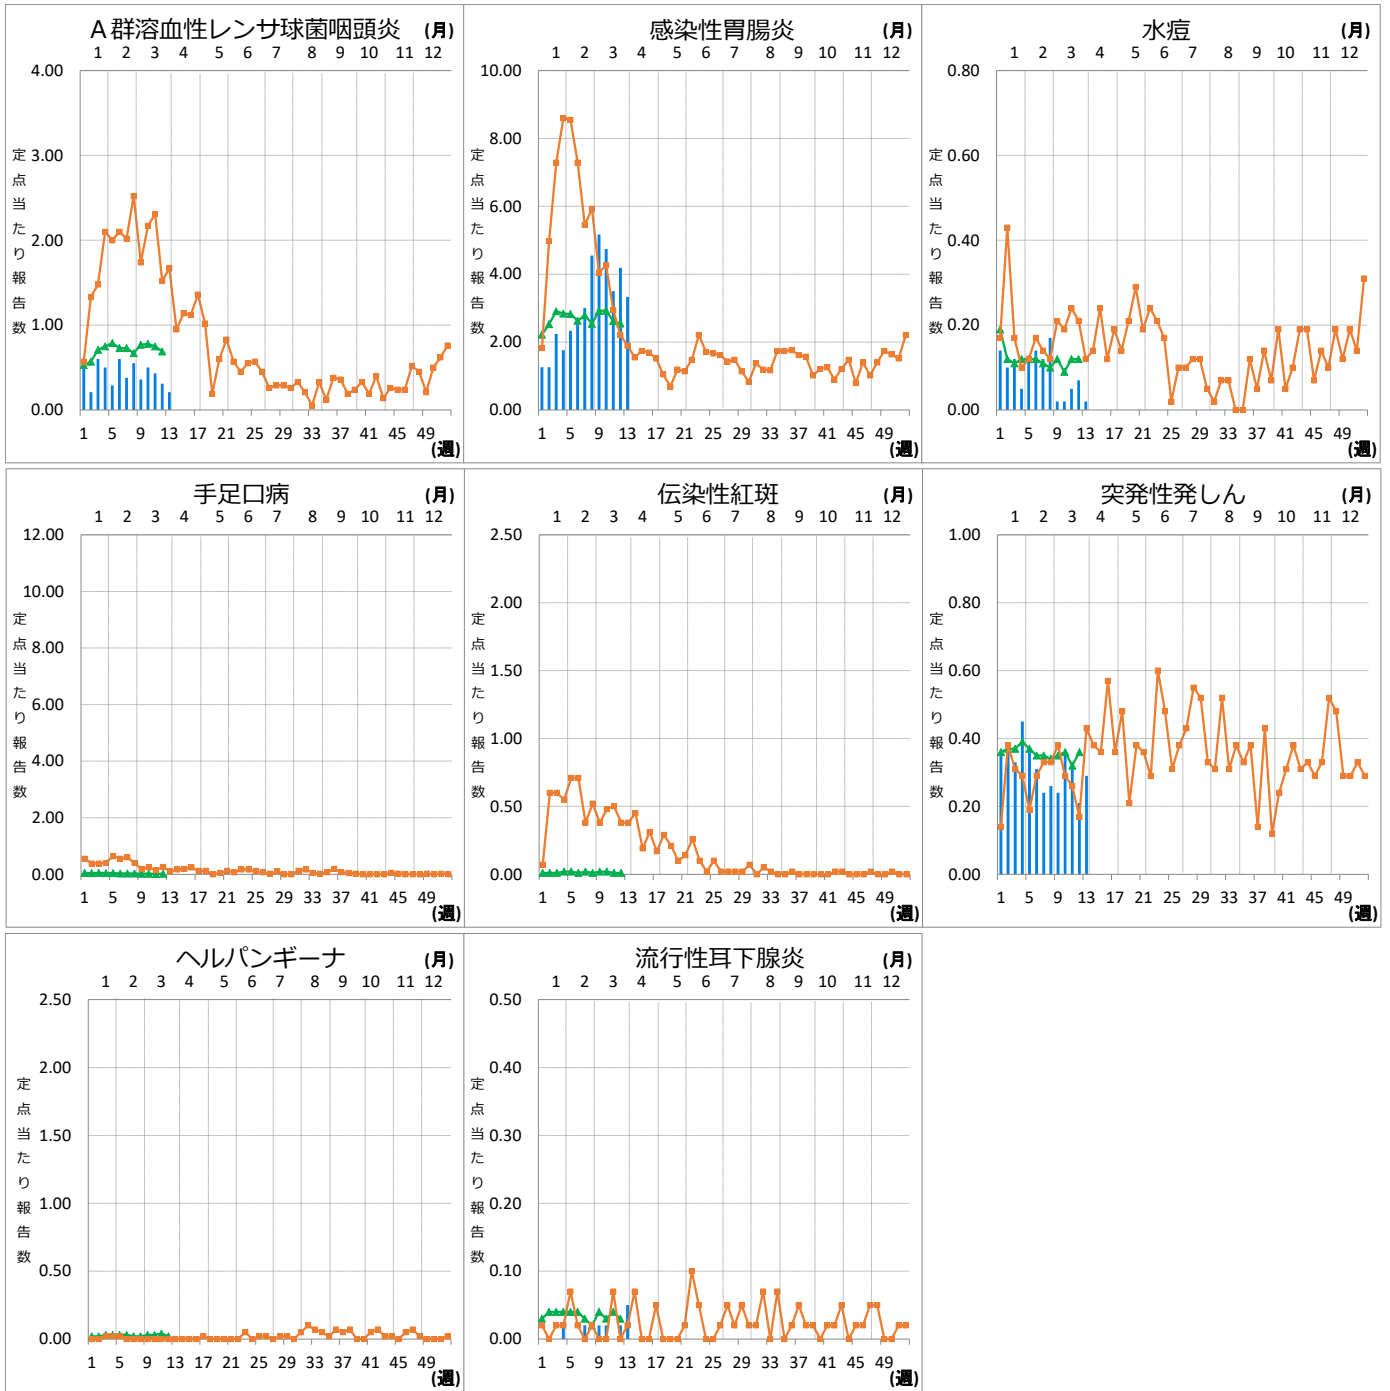 A群溶血性レンサ球菌咽頭炎 (月)
1 2 3 4 5 6 7 8 9 10 11 12
4.00
3.00
2.00
1.00
0.00
定点当たり報告数
1 5 9 13 17 21 25 29 33 37 41 45 49
(週)
感染性胃腸炎 (月)
1 2 3 4 5 6 7 8 9 10 11 12
10.00
8.00
6.00
4.00
2.00
0.00
定点当たり報告数
1 5 9 13 17 21 25 29 33 37 41 45 49
(週)
水痘 (月)
1 2 3 4 5 6 7 8 9 10 11 12
0.80
0.60
0.40
0.20
0.00
定点当たり報告数
1 5 9 13 17 21 25 29 33 37 41 45 49
(週)
手足口病 (月)
1 2 3 4 5 6 7 8 9 10 11 12
12.00
10.00
8.00
6.00
4.00
2.00
0.00
定点当たり報告数
1 5 9 13 17 21 25 29 33 37 41 45 49
(週)
伝染性紅斑 (月)
1 2 3 4 5 6 7 8 9 10 11 12
2.50
2.00
1.50
1.00
0.50
0.00
定点当たり報告数
1 5 9 13 17 21 25 29 33 37 41 45 49
(週)
突発性発しん (月)
1 2 3 4 5 6 7 8 9 10 11 12
1.00
0.80
0.60
0.40
0.20
0.00
定点当たり報告数
1 5 9 13 17 21 25 29 33 37 41 45 49
(週)
ヘルパンギーナ (月)
1 2 3 4 5 6 7 8 9 10 11 12
2.50
2.00
1.50
1.00
0.50
0.00
定点当たり報告数
1 5 9 13 17 21 25 29 33 37 41 45 49
(週)
流行性耳下腺炎 (月)
1 2 3 4 5 6 7 8 9 10 11 12
0.50
0.40
0.30
0.20
0.10
0.00
定点当たり報告数
1 5 9 13 17 21 25 29 33 37 41 45 49
(週)